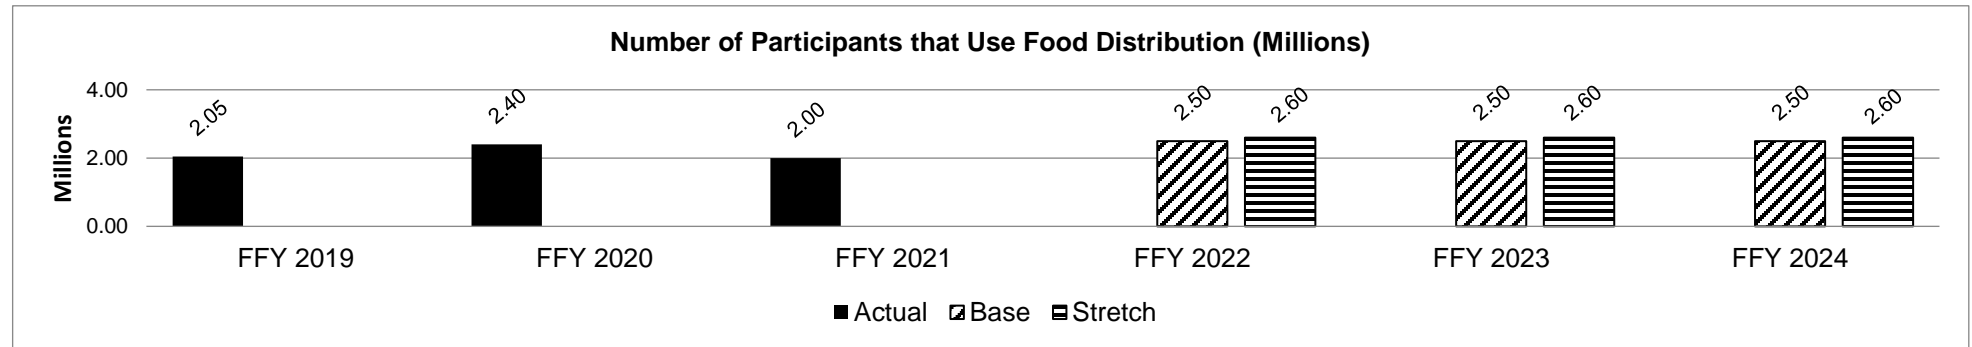 Number of Participants that Use Food Distribution (Millions)
Millions
4.00
2.00
0.00
2.05
2.40
2.00
2.50
2.60
2.50
2.60
2.50
2.60
FFY 2019
FFY 2020
FFY 2021
FFY 2022
FFY 2023
FFY 2024
Actual Base Stretch